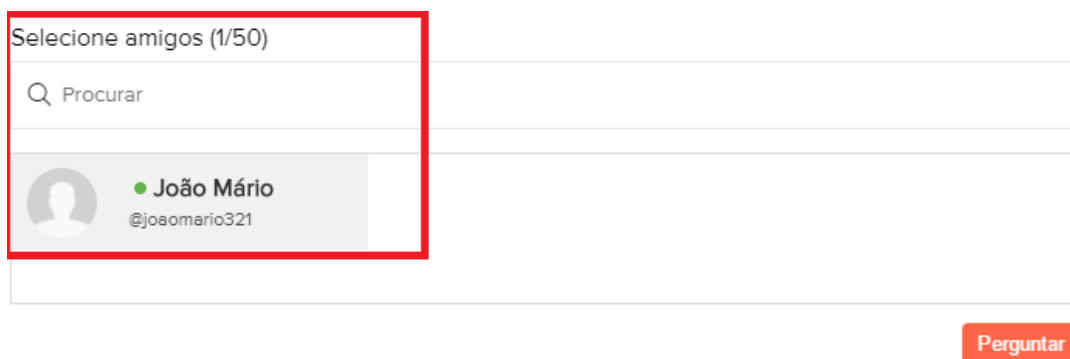 Selecione amigos (1/50)
Procurar
João Mário
@joaomario321
Perguntar